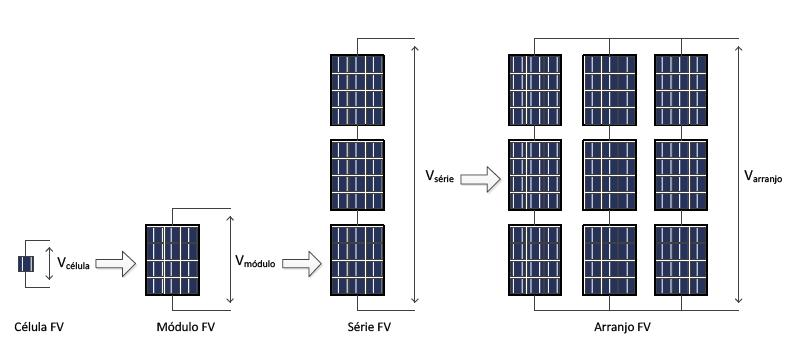 Vcélula
Vmódulo
Vsérie
Varranjo
Célula FV
Módulo FV
Série FV
Arranjo FV